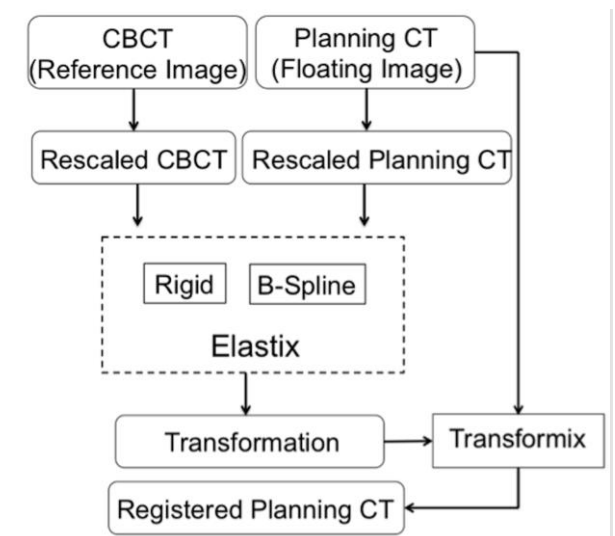 CBCT
(Reference Image)
Planning CT
(Floating Image)
Rescaled CBCT
Rescaled Planning CT
Rigid
B-Spline
Elastix
Transformation
Transformix
Registered Planning CT